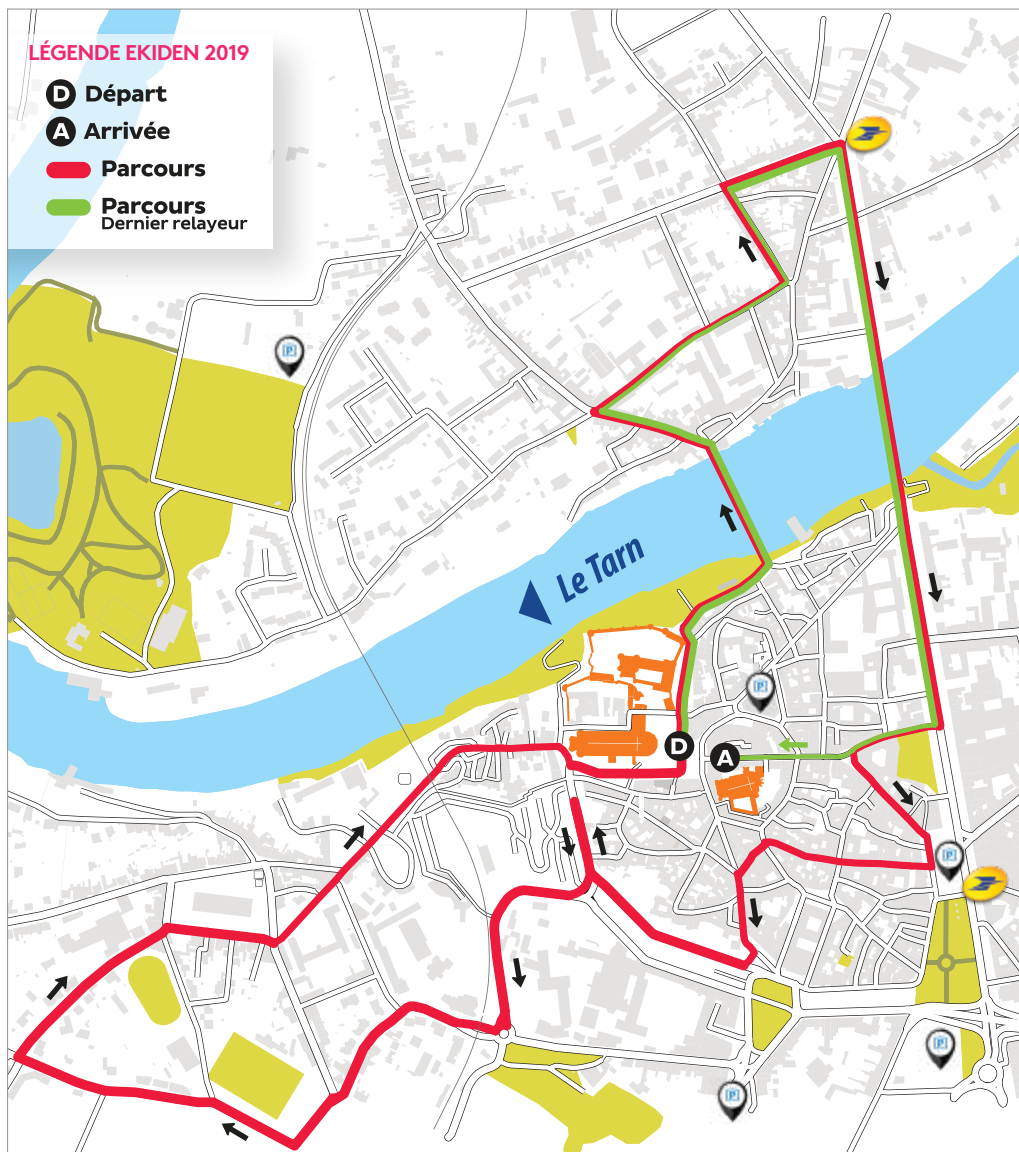 LÉGENDE EKIDEN 2019
D Départ
A Arrivée
Parcours
Parcours
Dernier relayeur
P
Le Tarn
P
D
A
P
P
P